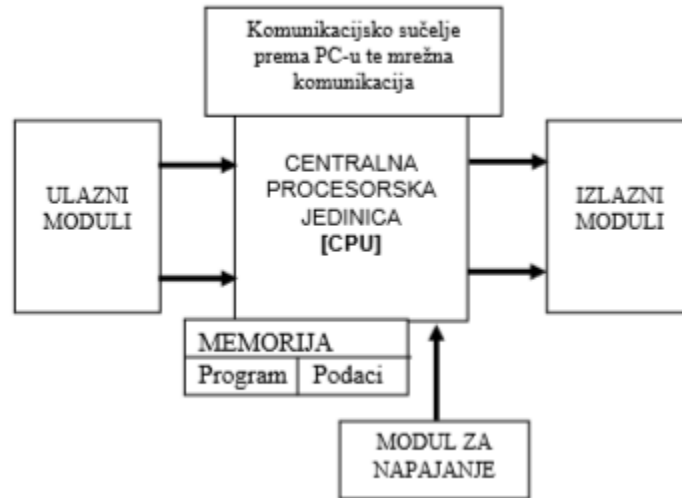 Komunikacijsko sučelje
prema PC-u te mrežna
komunikacija
ULAZNI
MODULI
CENTRALNA
PROCESORSKA
JEDINICA
[CPU]
IZLAZNI
MODULI
MEMORIJA
Program Podaci
MODUL ZA
NAPAJANJE